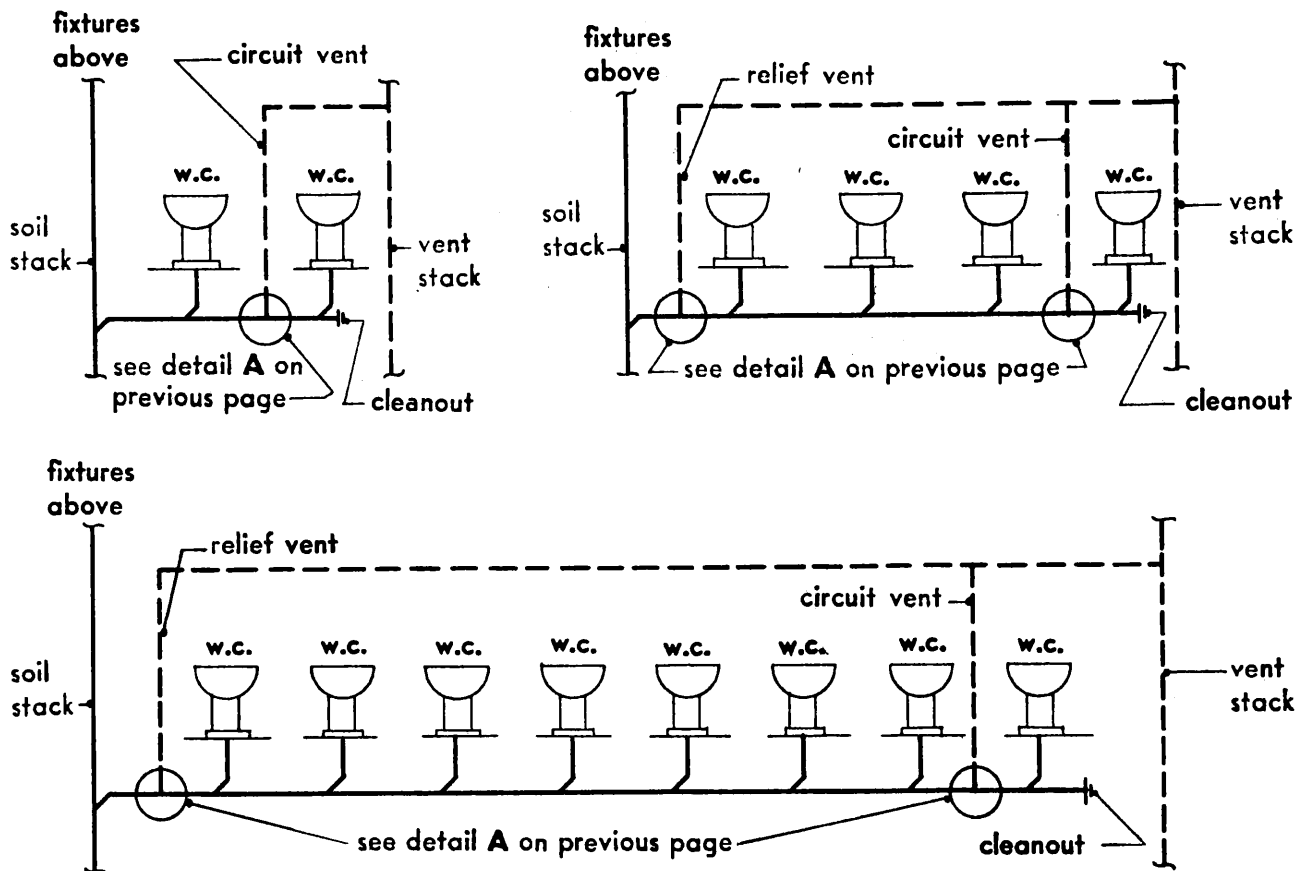 fixtures
above
circuit vent
w.c.
w.c.
soil
stack
vent
stack
see detail A on
previous page
cleanout
fixtures
above
relief vent
circuit vent
w.c.
w.c.
w.c.
w.c.
soil
stack
vent
stack
see detail A on previous page
cleanout
fixtures
above
relief vent
circuit vent
w.c.
w.c.
w.c.
w.c.
w.c.
w.c.
w.c.
w.c.
soil
stack
vent
stack
see detail A on previous page
cleanout